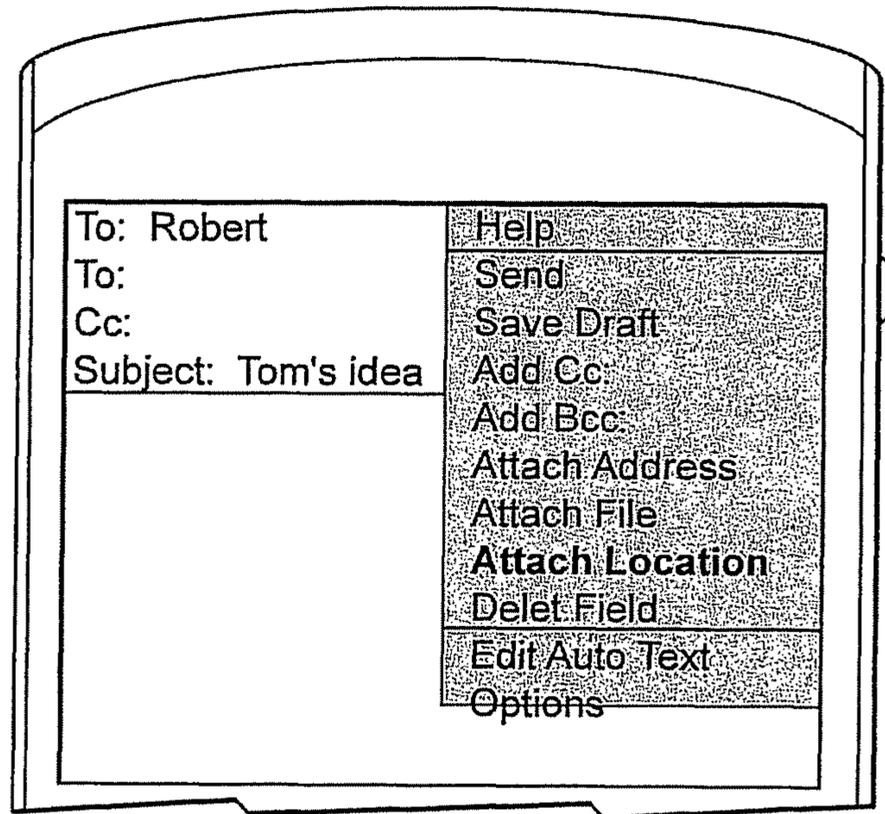 To: Robert
To:
Cc:
Subject: Tom's idea
Help
Send
Save Draft
Add Cc:
Add Bcc:
Attach Address
Attach File
Attach Location
Delet Field
Edit Auto Text
Options